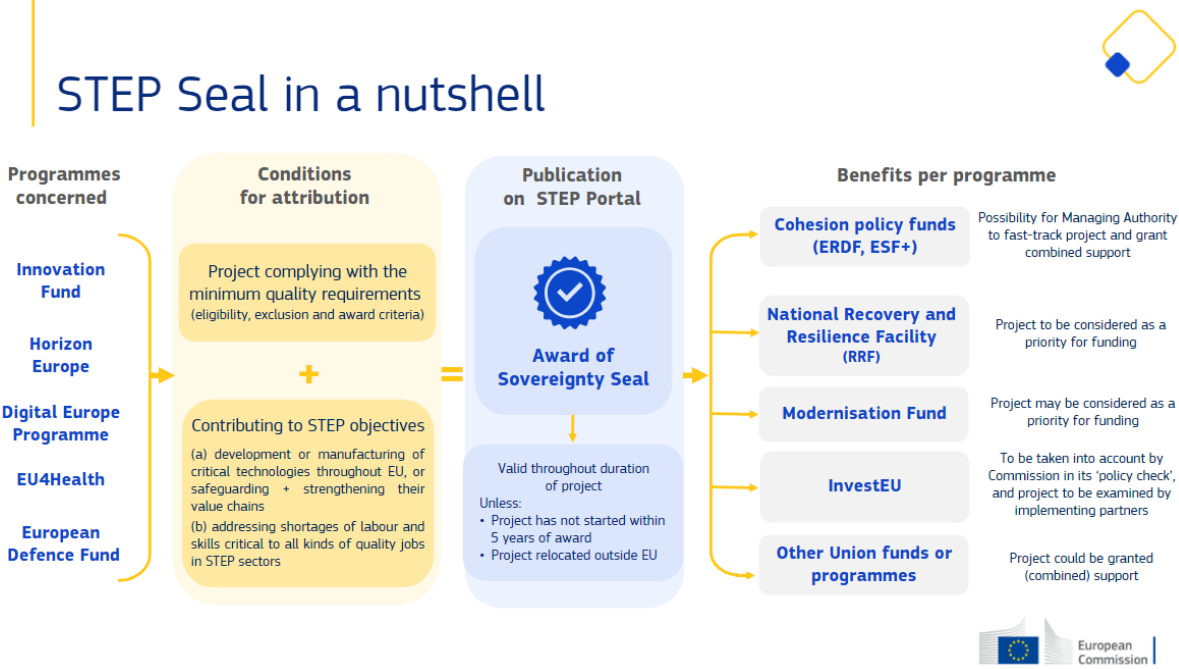 STEP Seal in a nutshell
Programmes
concerned
Innovation
Fund
Horizon
Europe
Digital Europe
Programme
EU4Health
European
Defence Fund
Conditions
for attribution
Project complying with the
minimum quality requirements
(eligibility, exclusion and award criteria)
+
Contributing to STEP objectives
(a) development or manufacturing of
critical technologies throughout EU, or
safeguarding + strengthening their
value chains
(b) addressing shortages of labour and
skills critical to all kinds of quality jobs
in STEP sectors
=
Publication
on STEP Portal
Award of
Sovereignty Seal
Valid throughout duration
of project
Unless:
• Project has not started within
5 years of award
• Project relocated outside EU
Benefits per programme
Cohesion policy funds
(ERDF, ESF+)
Possibility for Managing Authority
to fast-track project and grant
combined support
National Recovery and
Resilience Facility
(RRF)
Project to be considered as a
priority for funding
Modernisation Fund
Project may be considered as a
priority for funding
InvestEU
To be taken into account by
Commission in its ‘policy check’,
and project to be examined by
implementing partners
Other Union funds or
programmes
Project could be granted
(combined) support
European
Commission